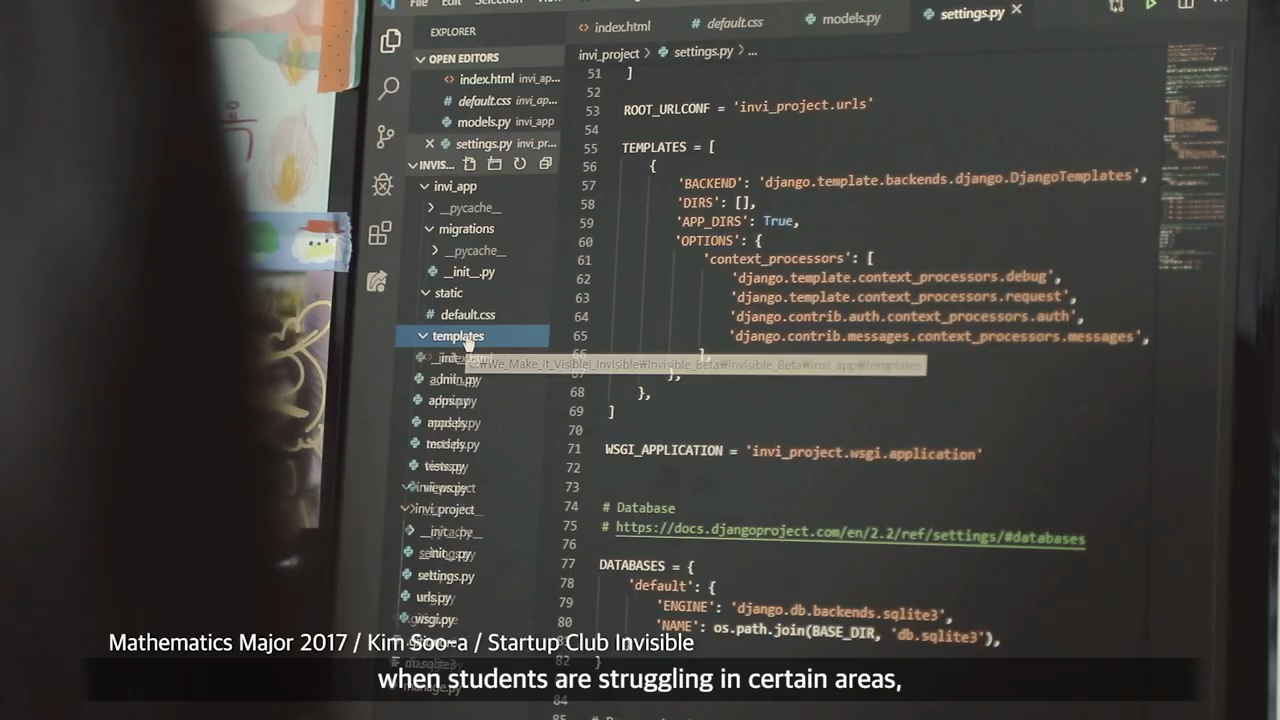 File Edit Selection
EXPLORER
OPEN EDITORS
index.html invi_ap...
default.css invi_ap...
models.py invi_app
settings.py invi_pr...
INVIS...
invi_app
__pycache__
migrations
__pycache__
__init__.py
static
default.css
templates
settings.py
urls.py
wsgi.py
index.html
default.css
models.py
settings.py
invi_project > settings.py > ...
51 ]
52
53 ROOT_URLCONF = 'invi_project.urls'
54
55 TEMPLATES = [
56 {
57 'BACKEND': 'django.template.backends.django.DjangoTemplates',
58 'DIRS': [],
59 'APP_DIRS': True,
60 'OPTIONS': {
61 'context_processors': [
62 'django.template.context_processors.debug',
63 'django.template.context_processors.request',
64 'django.contrib.auth.context_processors.auth',
65 'django.contrib.messages.context_processors.messages',
66 ],
},
68 },
69 ]
70
71 WSGI_APPLICATION = 'invi_project.wsgi.application'
72
73
74 # Database
75 # https://docs.djangoproject.com/en/2.2/ref/settings/#databases
76
77 DATABASES = {
78 'default': {
79 'ENGINE': 'django.db.backends.sqlite3',
80 'NAME': os.path.join(BASE_DIR, 'db.sqlite3'),
82 }
84
85
Mathematics Major 2017 / Kim Soo-a / Startup Club Invisible
when students are struggling in certain areas,